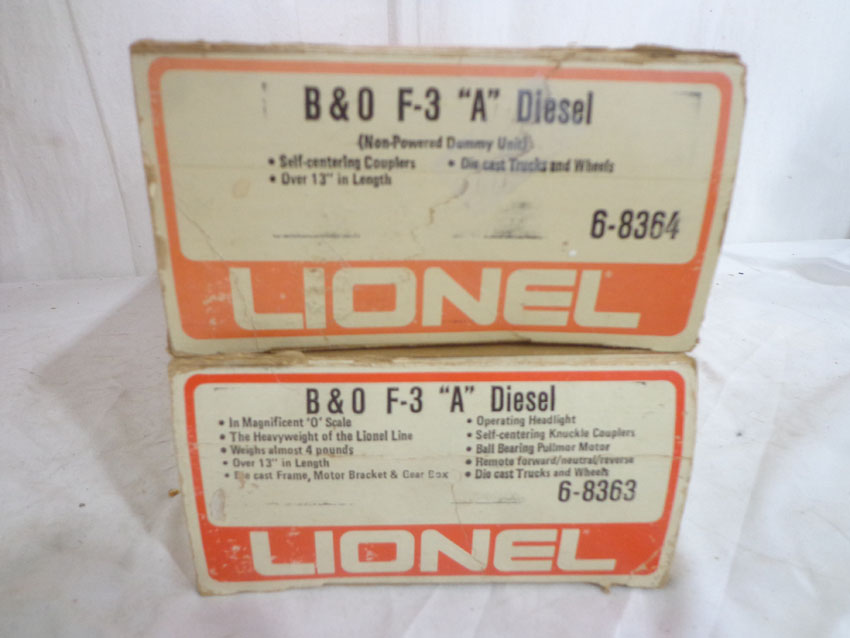 B & O F-3 "A" Diesel
(Non-Powered Dummy Unit)
• Self-centering Couplers
• Over 13" in Length
• Die cast Trucks and Wheels
6-8364
LIONEL
B & O F-3 "A" Diesel
• In Magnificent 'O' Scale
• The Heavyweight of the Lionel Line
• Weighs almost 4 pounds
• Over 13" in Length
• Die cast Frame, Motor Bracket & Gear Box
• Operating Headlight
• Self-centering Knuckle Couplers
• Ball Bearing Pullmor Motor
• Remote forward/neutral/reverse
• Die cast Trucks and Wheels
6-8363
LIONEL